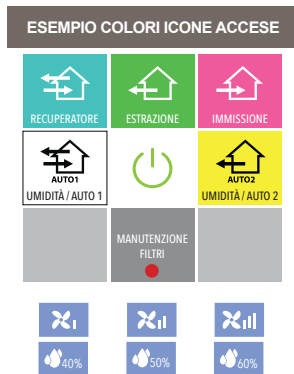 ESEMPIO COLORI ICONE ACCESE
RECUPERATORE
ESTRAZIONE
IMMISSIONE
AUTO1
UMIDITÀ / AUTO 1
AUTO2
UMIDITÀ / AUTO 2
MANUTENZIONE
FILTRI
40%
50%
60%